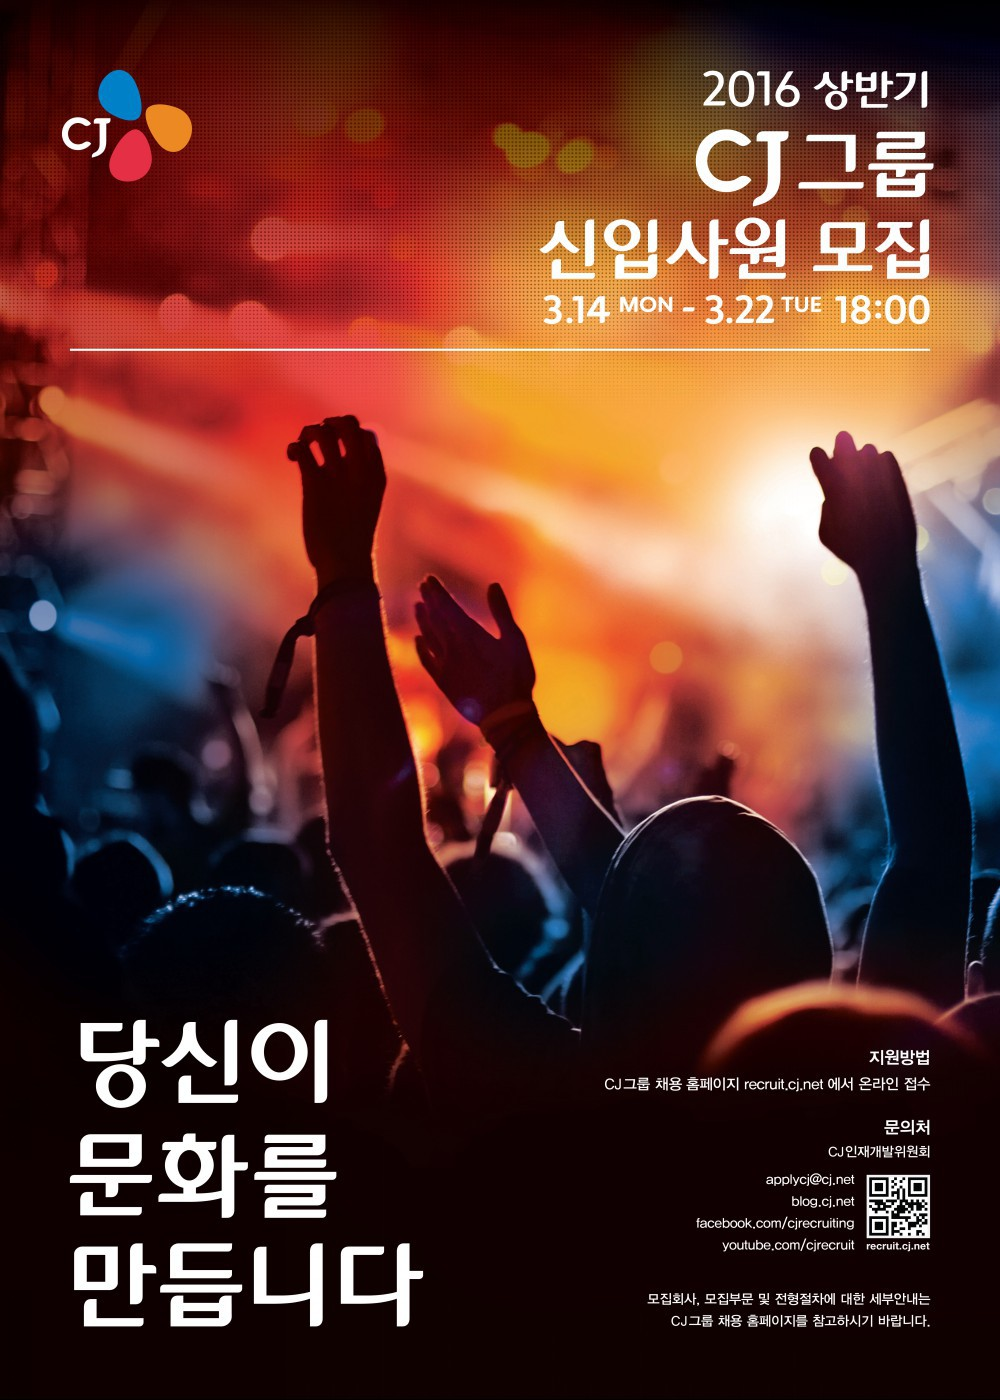 CJ
2016 상반기
CJ그룹
신입사원 모집
3.14 MON - 3.22 TUE 18:00
당신이
문화를
만듭니다
지원방법
CJ그룹 채용 홈페이지 recruit.cj.net 에서 온라인 접수
문의처
CJ인재개발위원회
applycj@cj.net
blog.cj.net
facebook.com/cjrecruiting
youtube.com/cjrecruit
recruit.cj.net
모집회사, 모집부문 및 전형절차에 대한 세부안내는
CJ그룹 채용 홈페이지를 참고하시기 바랍니다.